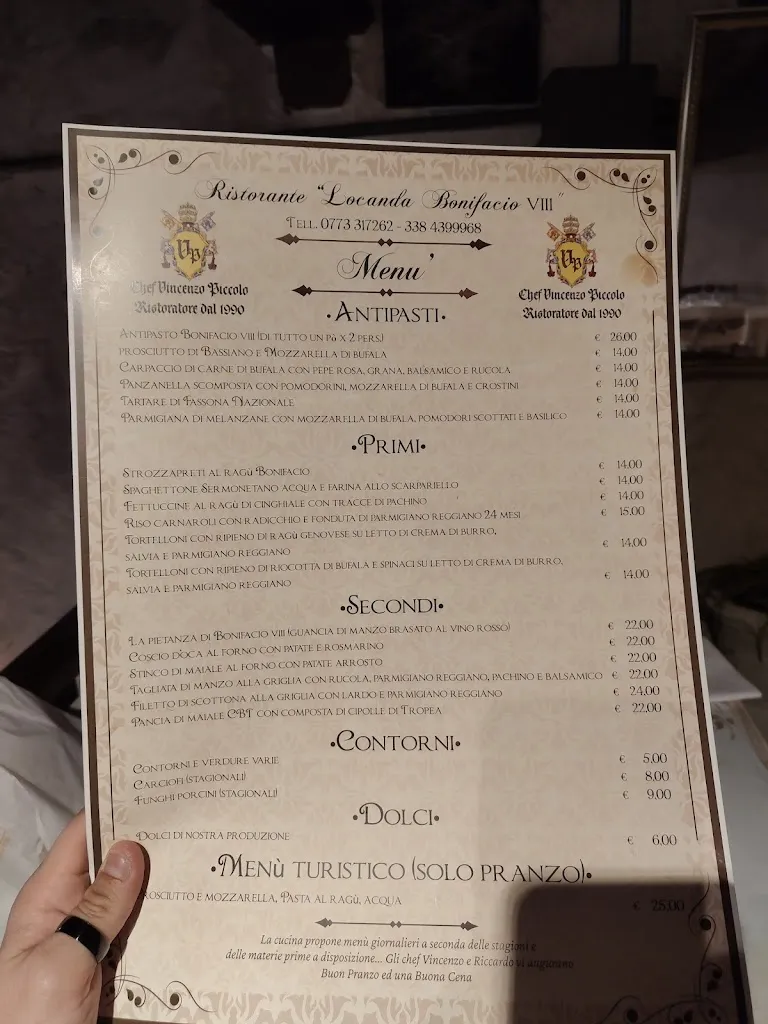 Ristorante "Locanda Bonifacio VIII"
Tell. 0773 317262 - 338 4399968
Menu'
Vp
Chef Vincenzo Piccolo
Ristoratore dal 1990
Vp
Chef Vincenzo Piccolo
Ristoratore dal 1990
•Antipasti•
Antipasto Bonifacio VIII (di tutto un pò x 2 pers.) € 26.00
prosciutto di Bassiano e Mozzarella di bufala € 14.00
Carpaccio di carne di bufala con pepe rosa, grana, balsamico e rucola € 14.00
Panzanella scomposta con pomodorini, mozzarella di bufala e crostini € 14.00
Tartare di Fassona Nazionale € 14.00
Parmigiana di melanzane con mozzarella di bufala, pomodori scottati e basilico € 14.00
•Primi•
Strozzapreti al ragù Bonifacio € 14.00
Spaghettone Sermonetano acqua e farina allo scarpariello € 14.00
Fettuccine al ragù di cinghiale con tracce di pachino € 14.00
Riso carnaroli con radicchio e fonduta di parmigiano reggiano 24 mesi € 15.00
Tortelloni con ripieno di ragù genovese su letto di crema di burro,
salvia e parmigiano reggiano € 14.00
Tortelloni con ripieno di riocotta di bufala e spinaci su letto di crema di burro,
salvia e parmigiano reggiano € 14.00
•Secondi•
La pietanza di Bonifacio VIII (guancia di manzo brasato al vino rosso) € 22.00
Coscio d'oca al forno con patate e rosmarino € 22.00
Stinco di maiale al forno con patate arrosto € 22.00
Tagliata di manzo alla griglia con rucola, parmigiano reggiano, pachino e balsamico € 22.00
Filetto di scottona alla griglia con lardo e parmigiano reggiano € 24.00
Pancia di maiale CBT con composta di cipolle di Tropea € 22.00
•Contorni•
Contorni e verdure varie € 5.00
Carciofi (stagionali) € 8.00
Funghi porcini (stagionali) € 9.00
•Dolci•
Dolci di nostra produzione € 6.00
•Menù turistico (solo pranzo)•
rosciutto e mozzarella, Pasta al ragù, acqua € 25.00
La cucina propone menù giornalieri a seconda delle stagioni e
delle materie prime a disposizione... Gli chef Vincenzo e Riccardo vi augurano
Buon Pranzo ed una Buona Cena